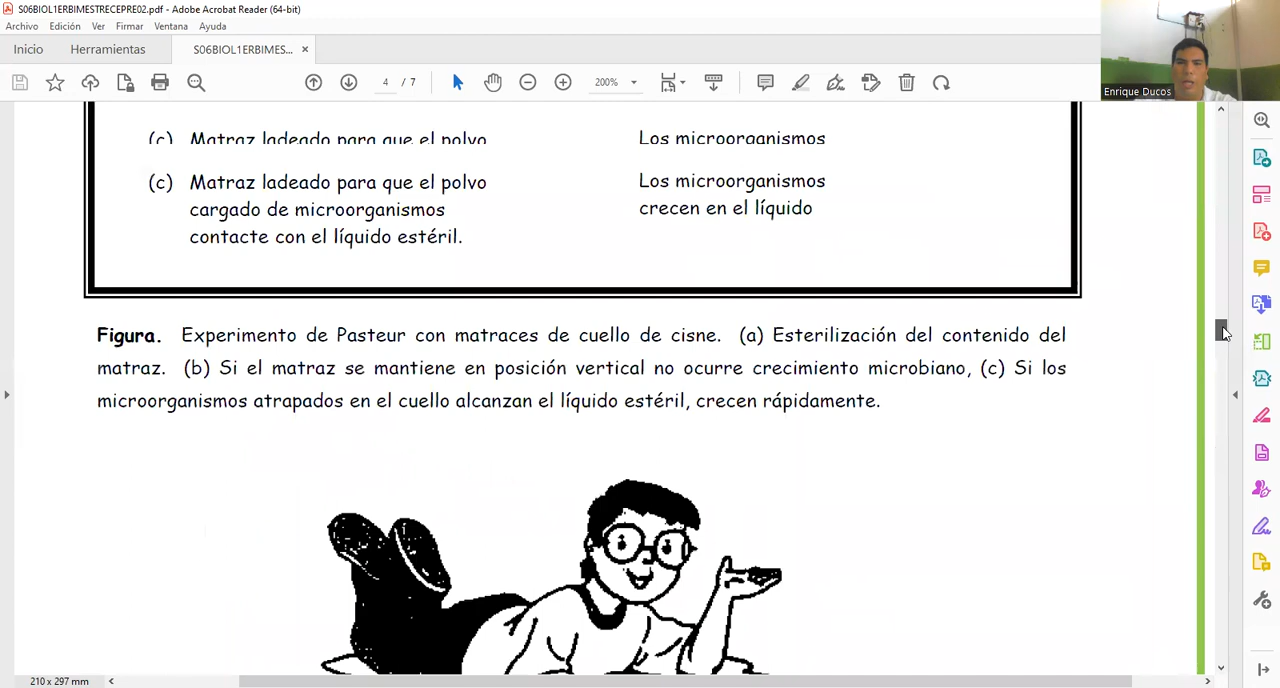 S06BIOL1ERBIMESTRECEPRE02.pdf - Adobe Acrobat Reader (64-bit)
Archivo Edición Ver Firmar Ventana Ayuda
Inicio Herramientas S06BIOL1ERBIMES... ×
4 / 7 200%
Enrique Ducos
(c) Matraz ladeado para que el polvo Los microorganismos
(c) Matraz ladeado para que el polvo Los microorganismos
cargado de microorganismos crecen en el líquido
contacte con el líquido estéril.
Figura. Experimento de Pasteur con matraces de cuello de cisne. (a) Esterilización del contenido del
matraz. (b) Si el matraz se mantiene en posición vertical no ocurre crecimiento microbiano, (c) Si los
microorganismos atrapados en el cuello alcanzan el líquido estéril, crecen rápidamente.
210 x 297 mm